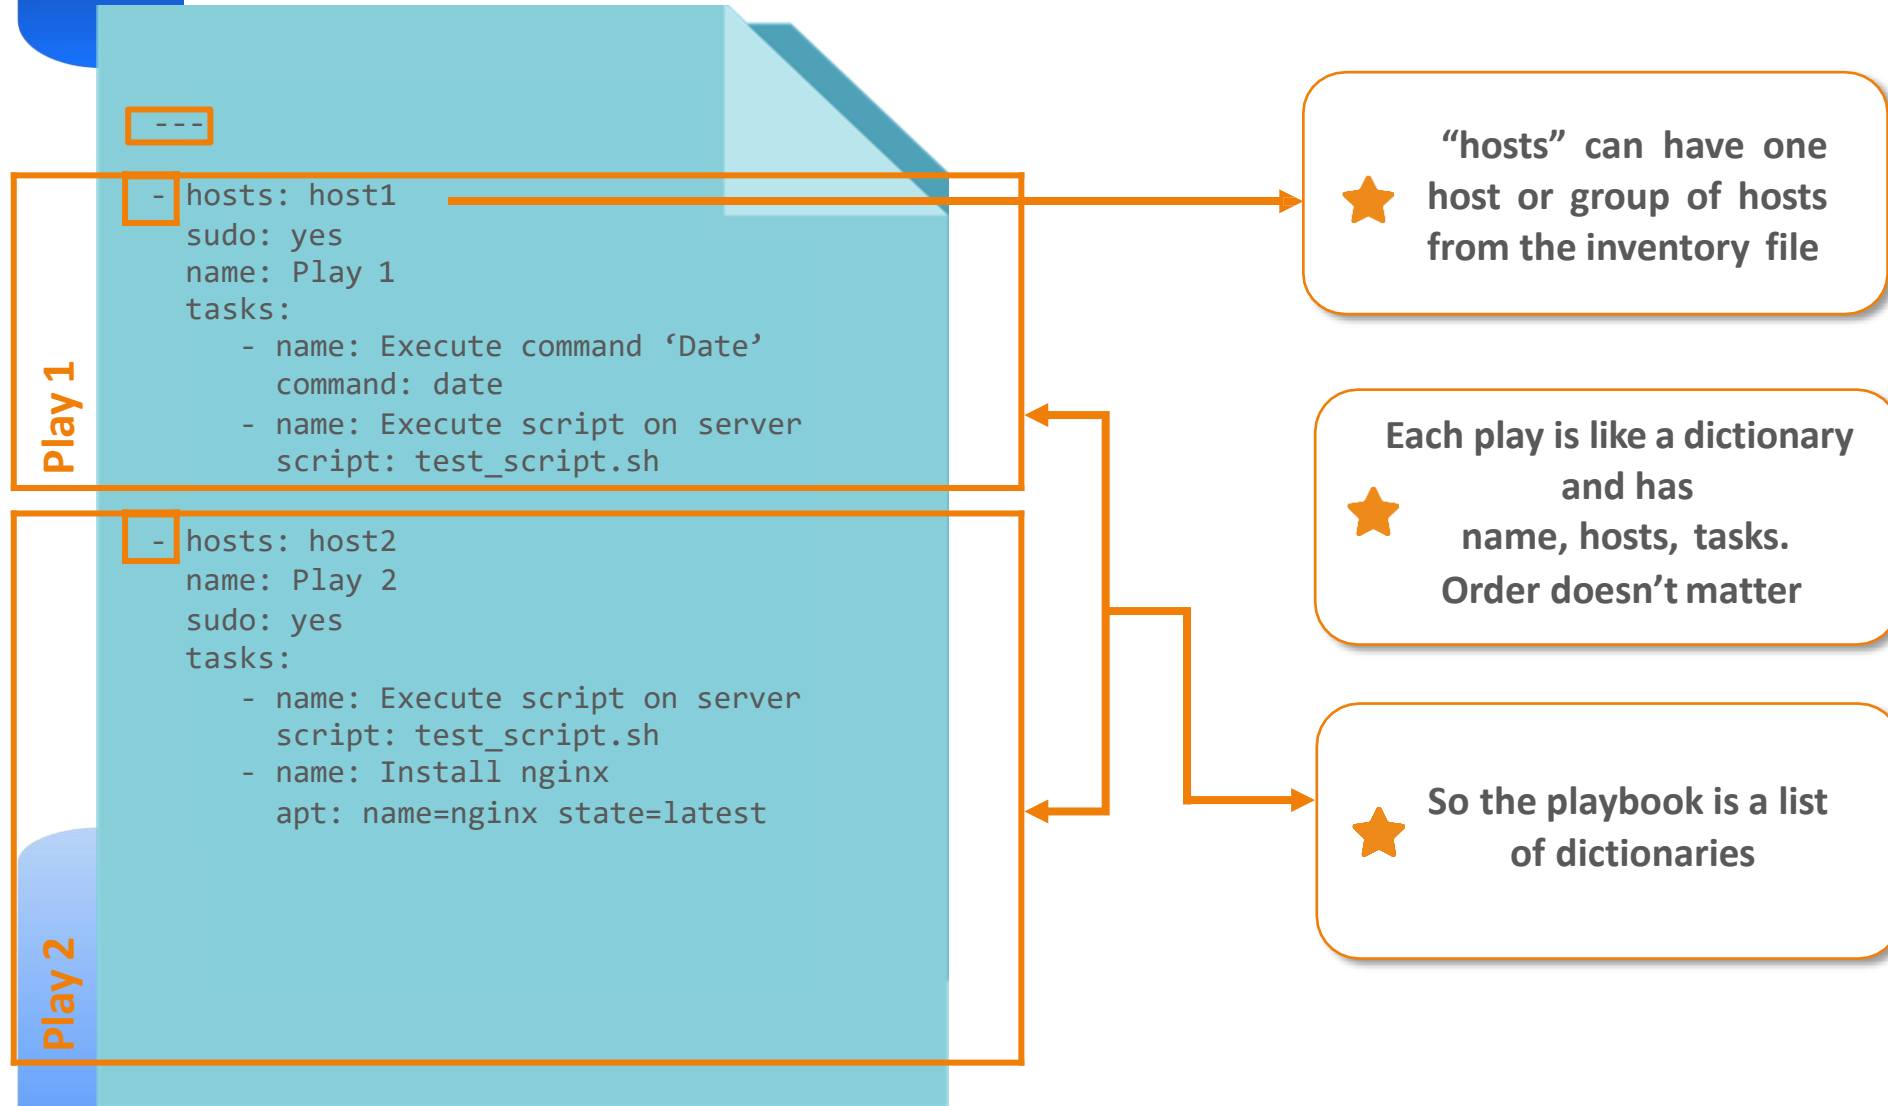 ---
- hosts: host1
sudo: yes
name: Play 1
tasks:
- name: Execute command ‘Date’
command: date
- name: Execute script on server
script: test_script.sh
Play 1
- hosts: host2
name: Play 2
sudo: yes
tasks:
- name: Execute script on server
script: test_script.sh
- name: Install nginx
apt: name=nginx state=latest
Play 2
“hosts” can have one
host or group of hosts
from the inventory file
Each play is like a dictionary
and has
name, hosts, tasks.
Order doesn’t matter
So the playbook is a list
of dictionaries